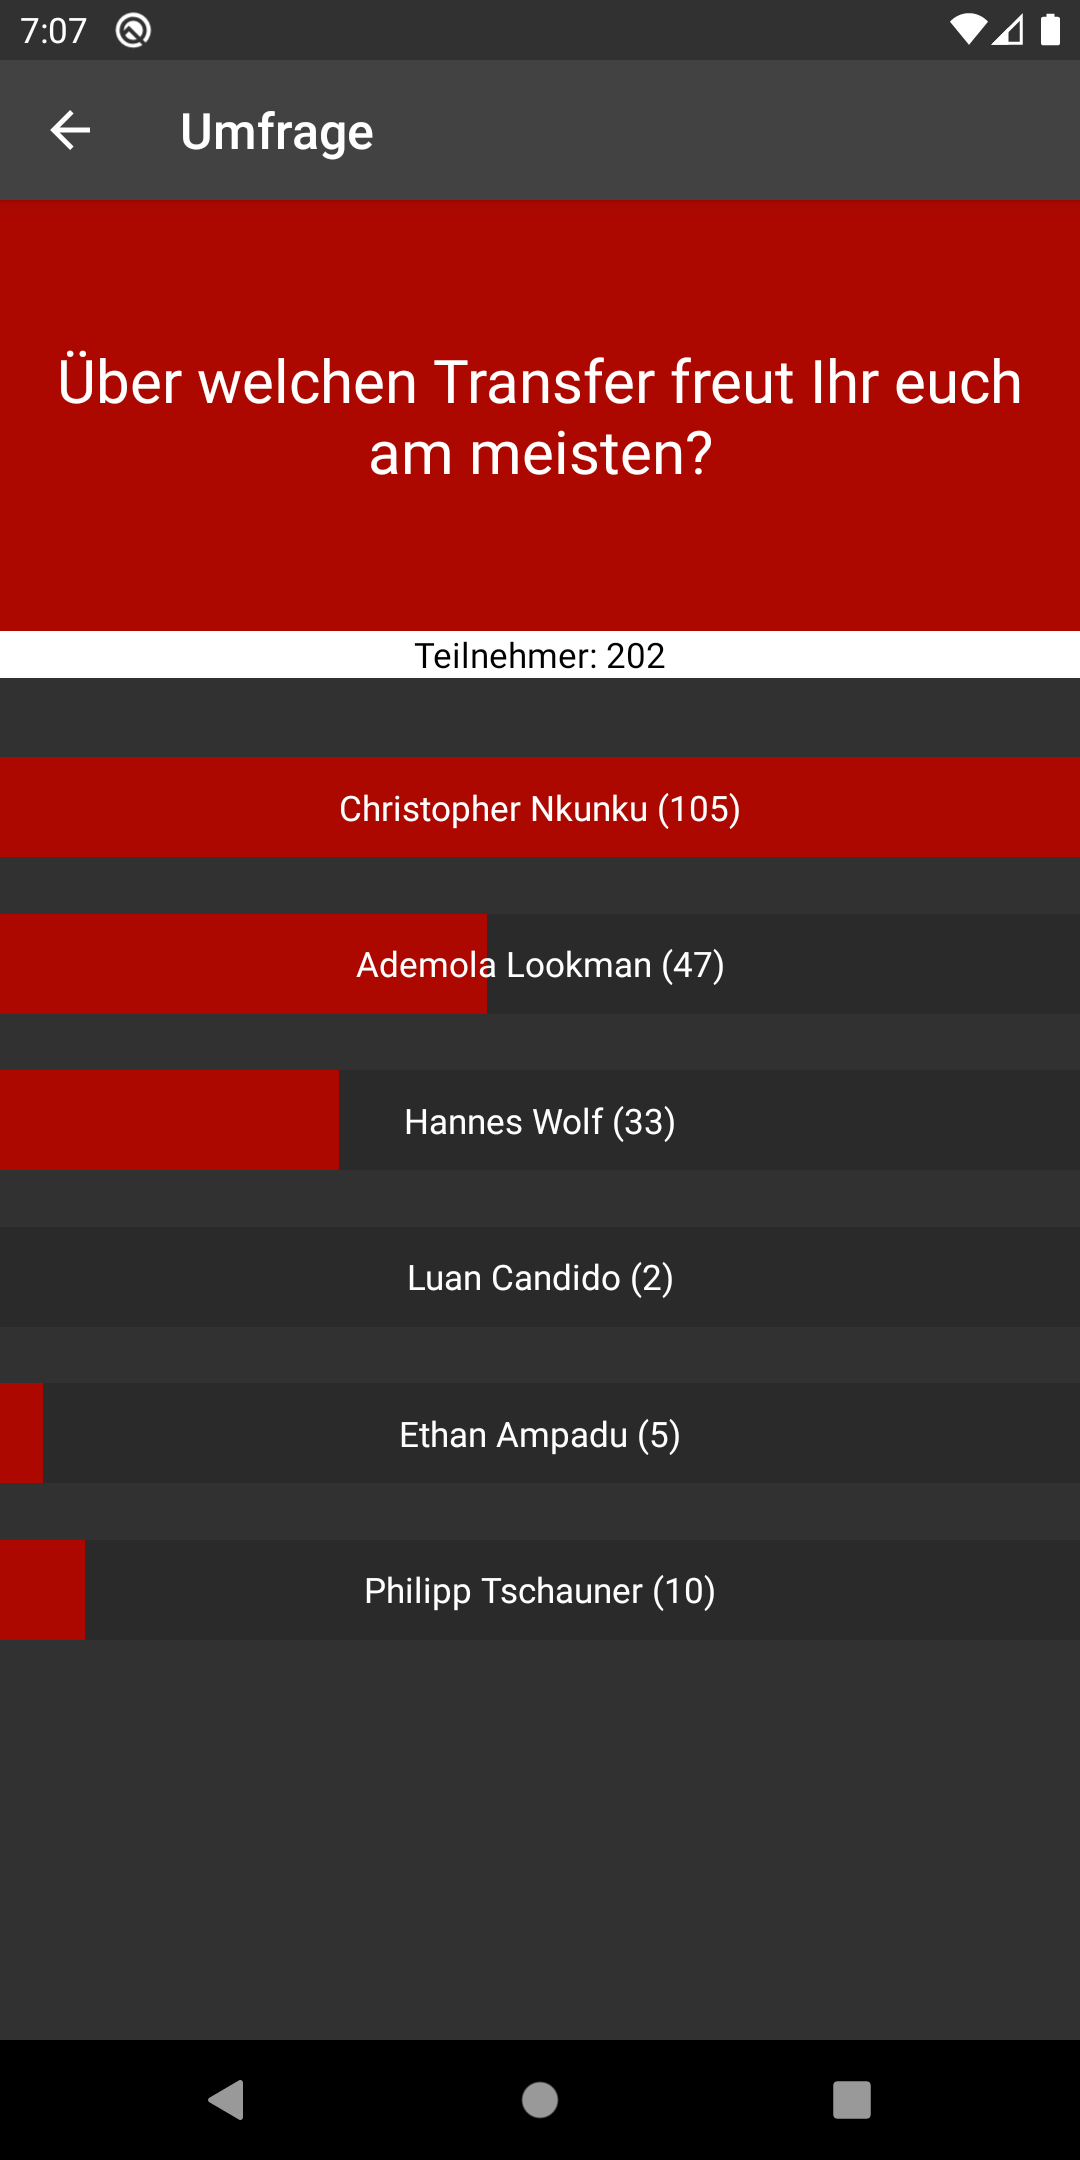 7:07
Umfrage
Über welchen Transfer freut Ihr euch
am meisten?
Teilnehmer: 202
Christopher Nkunku (105)
Ademola Lookman (47)
Hannes Wolf (33)
Luan Candido (2)
Ethan Ampadu (5)
Philipp Tschauner (10)